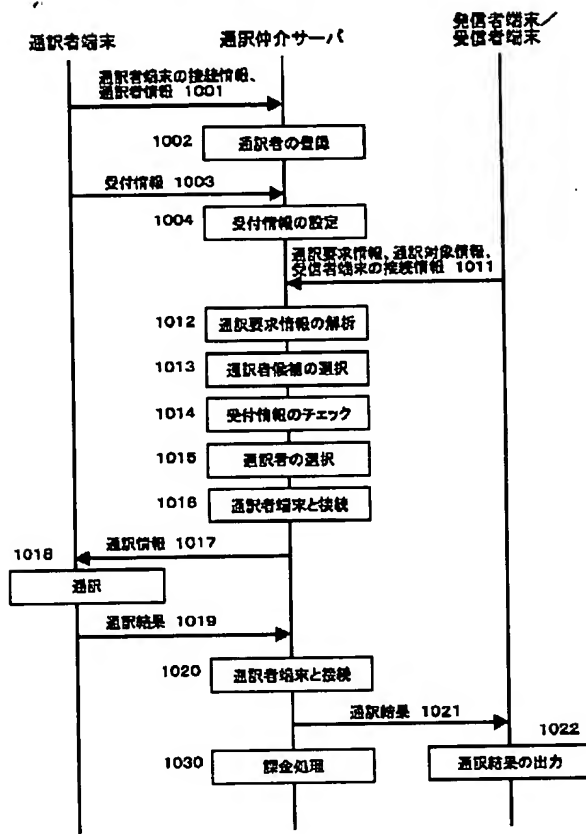 通訳者端末
通訳仲介サーバ
発信者端末／
受信者端末
通訳者端末の接続情報、
通訳者情報 1001
1002
通訳者の登録
受付情報 1003
1004
受付情報の設定
通訳要求情報、通訳対象情報、
受信者端末の接続情報 1011
1012
通訳要求情報の解析
1013
通訳者候補の選択
1014
受付情報のチェック
1015
通訳者の選択
1016
通訳者端末と接続
通訳情報 1017
1018
通訳
通訳結果 1019
1020
通訳者端末と接続
通訳結果 1021
1022
通訳結果の出力
1030
課金処理